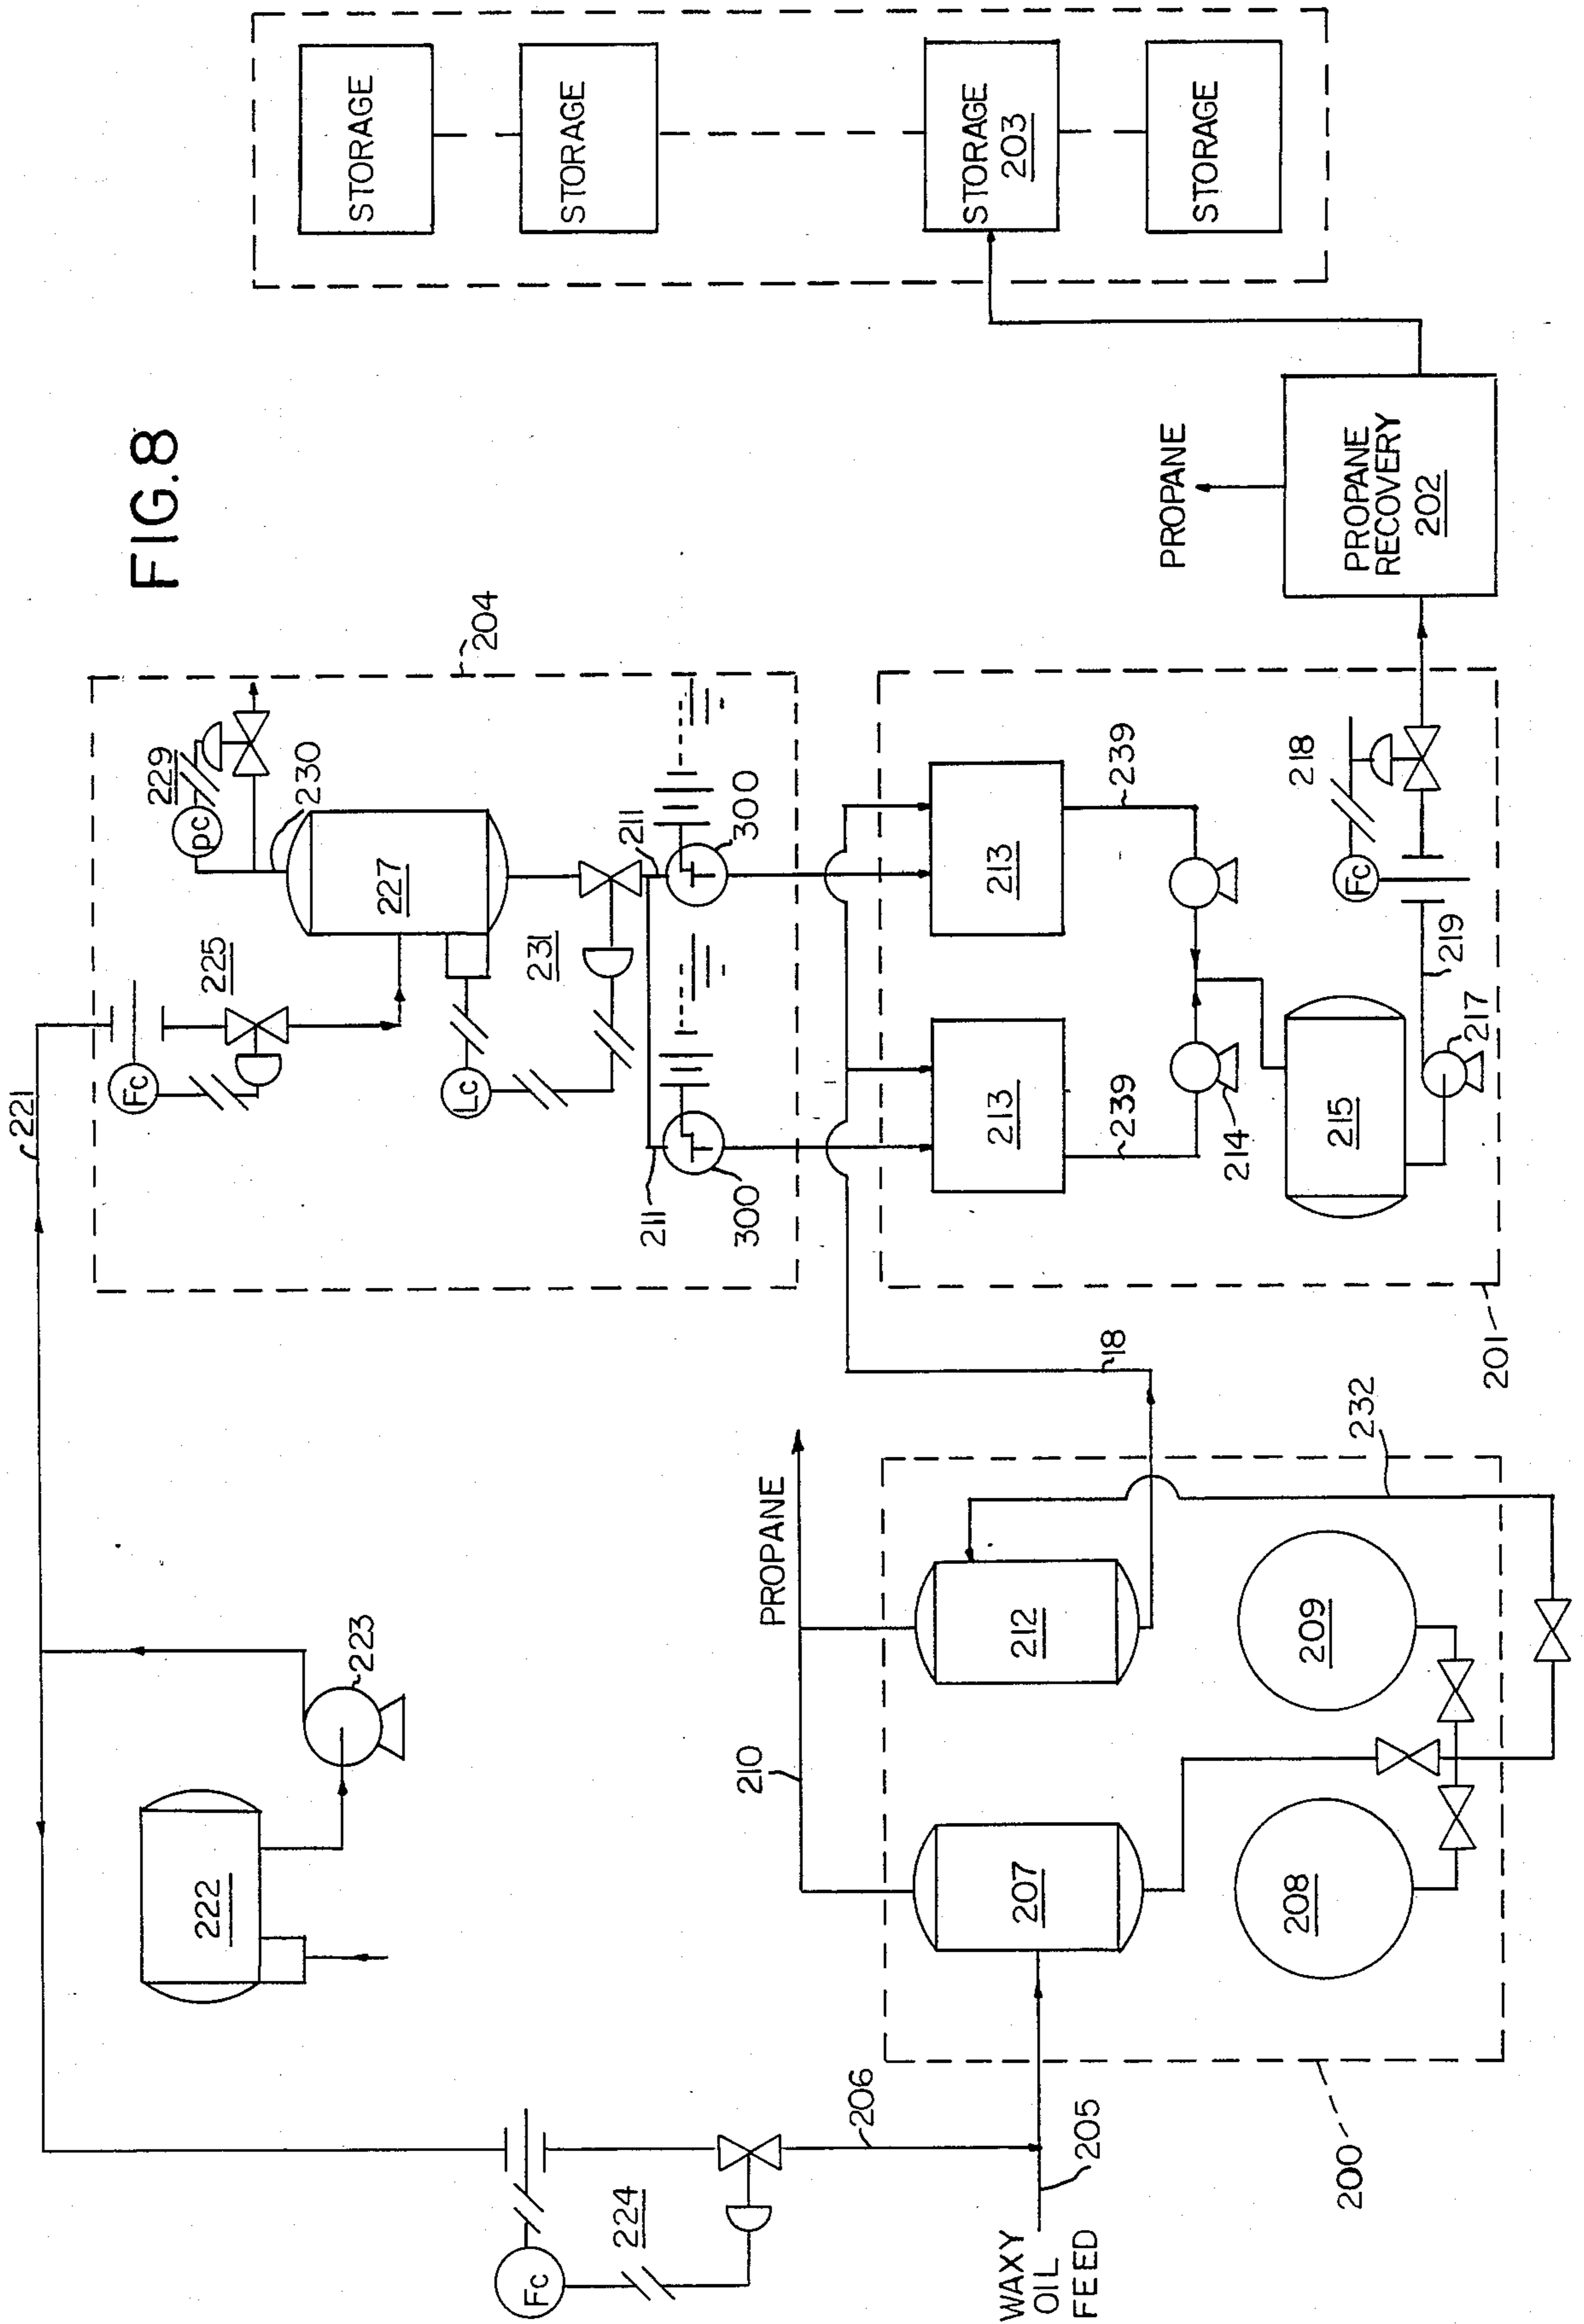 FIG.8
221
222
223
Fc
224
206
205
WAXY
OIL
FEED
200
207
208
209
210
PROPANE
212
232
18
Fc
225
pc
229
230
227
Lc
231
211
300
211
300
204
213
213
239
239
214
215
217
219
Fc
218
201
PROPANE
PROPANE
RECOVERY
202
STORAGE
STORAGE
STORAGE
203
STORAGE